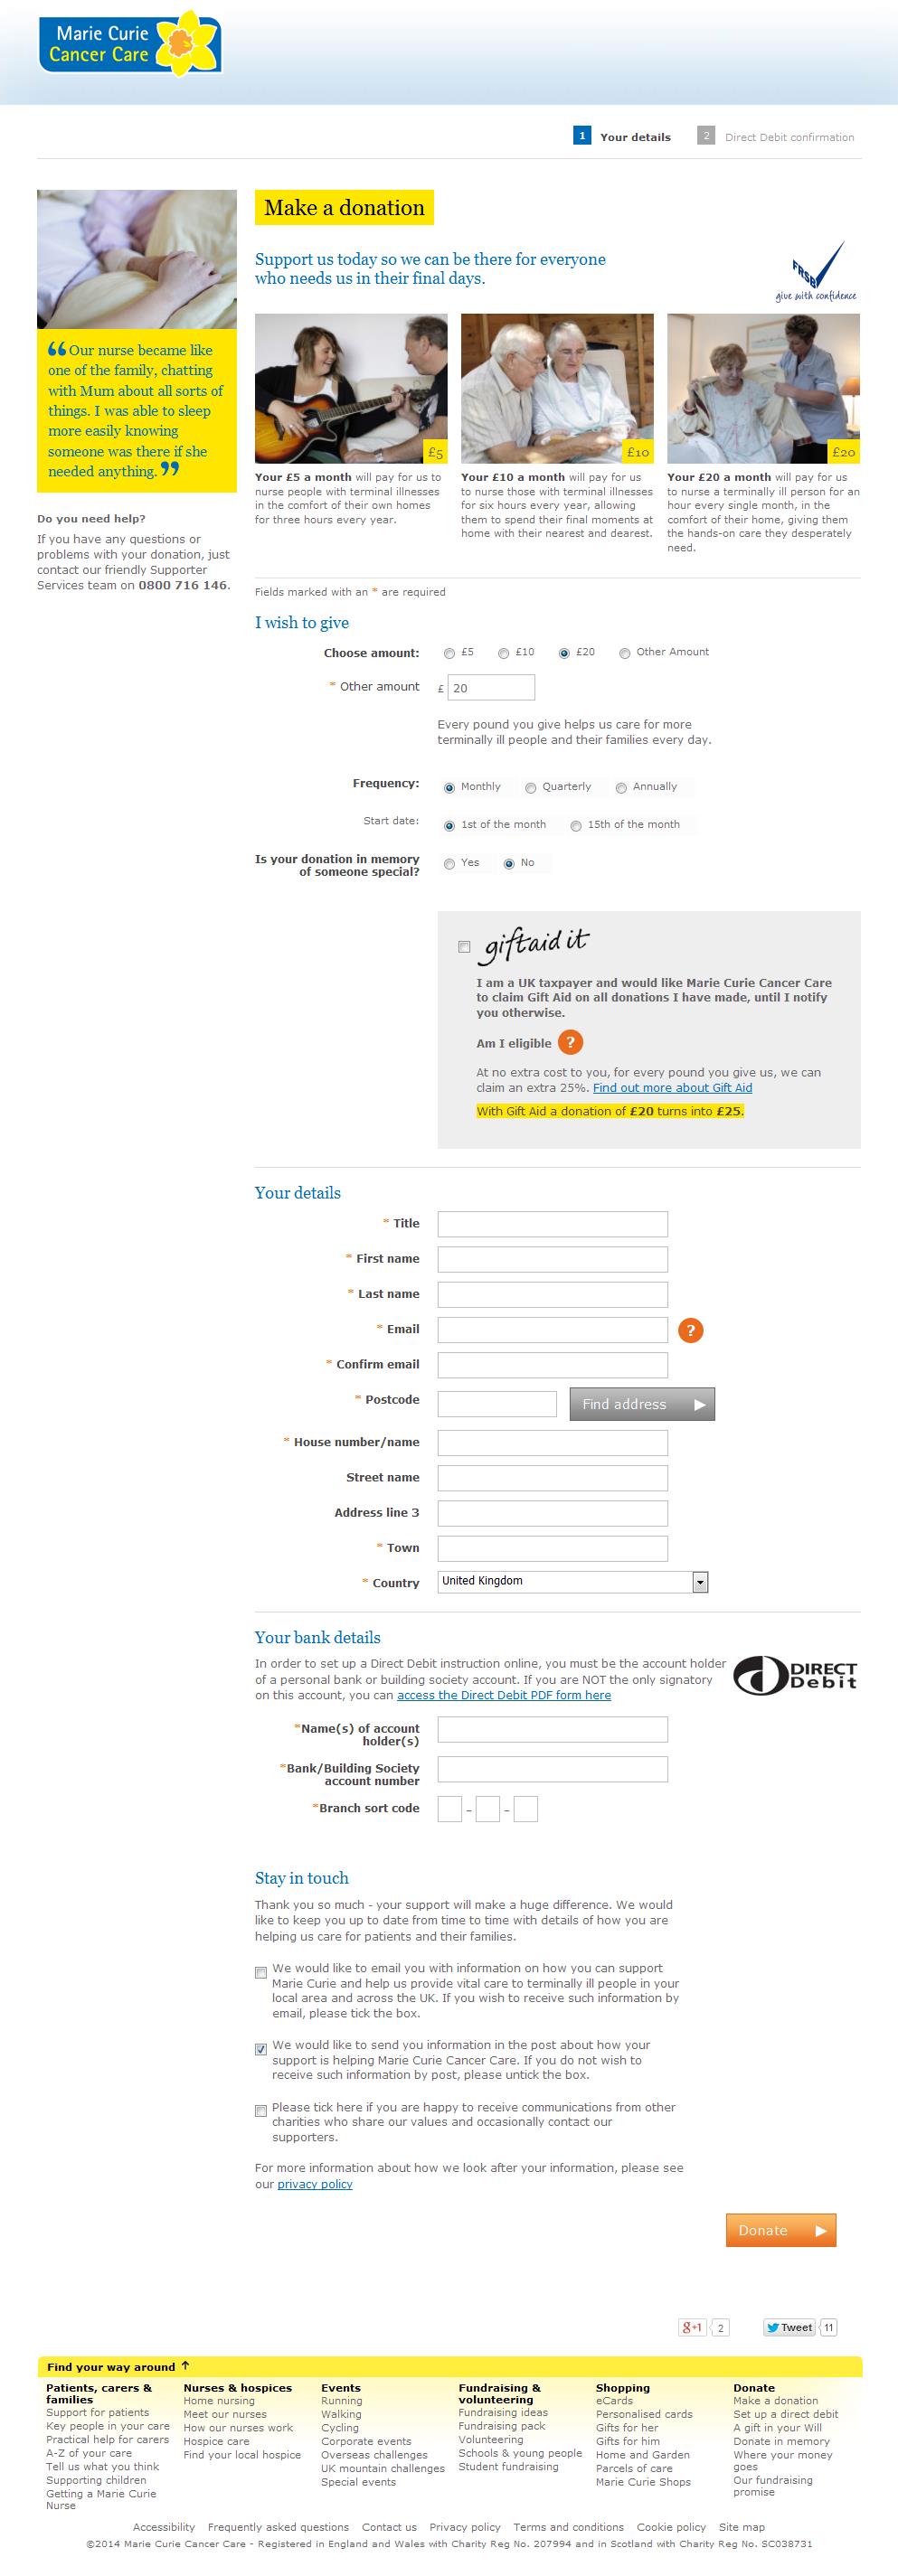 Marie Curie
Cancer Care
1 Your details 2 Direct Debit confirmation
Make a donation
Support us today so we can be there for everyone
who needs us in their final days.
FRSB
give with confidence
“ Our nurse became like
one of the family, chatting
with Mum about all sorts of
things. I was able to sleep
more easily knowing
someone was there if she
needed anything. ”
Do you need help?
If you have any questions or
problems with your donation, just
contact our friendly Supporter
Services team on 0800 716 146.
£5
Your £5 a month will pay for us to
nurse people with terminal illnesses
in the comfort of their own homes
for three hours every year.
£10
Your £10 a month will pay for us
to nurse those with terminal illnesses
for six hours every year, allowing
them to spend their final moments at
home with their nearest and dearest.
£20
Your £20 a month will pay for us
to nurse a terminally ill person for an
hour every single month, in the
comfort of their home, giving them
the hands-on care they desperately
need.
Fields marked with an * are required
I wish to give
Choose amount: £5 £10 £20 Other Amount
* Other amount £ 20
Every pound you give helps us care for more
terminally ill people and their families every day.
Frequency: Monthly Quarterly Annually
Start date: 1st of the month 15th of the month
Is your donation in memory
of someone special? Yes No
giftaid it
I am a UK taxpayer and would like Marie Curie Cancer Care
to claim Gift Aid on all donations I have made, until I notify
you otherwise.
Am I eligible ?
At no extra cost to you, for every pound you give us, we can
claim an extra 25%. Find out more about Gift Aid
With Gift Aid a donation of £20 turns into £25.
Your details
* Title
* First name
* Last name
* Email ?
* Confirm email
* Postcode Find address
* House number/name
Street name
Address line 3
* Town
* Country United Kingdom
Your bank details
In order to set up a Direct Debit instruction online, you must be the account holder
of a personal bank or building society account. If you are NOT the only signatory
on this account, you can access the Direct Debit PDF form here
DIRECT
Debit
*Name(s) of account
holder(s)
*Bank/Building Society
account number
*Branch sort code - -
Stay in touch
Thank you so much - your support will make a huge difference. We would
like to keep you up to date from time to time with details of how you are
helping us care for patients and their families.
We would like to email you with information on how you can support
Marie Curie and help us provide vital care to terminally ill people in your
local area and across the UK. If you wish to receive such information by
email, please tick the box.
We would like to send you information in the post about how your
support is helping Marie Curie Cancer Care. If you do not wish to
receive such information by post, please untick the box.
Please tick here if you are happy to receive communications from other
charities who share our values and occasionally contact our
supporters.
For more information about how we look after your information, please see
our privacy policy
Donate
g+1 2 Tweet 11
Find your way around
Patients, carers &
families
Support for patients
Key people in your care
Practical help for carers
A-Z of your care
Tell us what you think
Supporting children
Getting a Marie Curie
Nurse
Nurses & hospices
Home nursing
Meet our nurses
How our nurses work
Hospice care
Find your local hospice
Events
Running
Walking
Cycling
Corporate events
Overseas challenges
UK mountain challenges
Special events
Fundraising &
volunteering
Fundraising ideas
Fundraising pack
Volunteering
Schools & young people
Student fundraising
Shopping
eCards
Personalised cards
Gifts for her
Gifts for him
Home and Garden
Parcels of care
Marie Curie Shops
Donate
Make a donation
Set up a direct debit
A gift in your Will
Donate in memory
Where your money
goes
Our fundraising
promise
Accessibility Frequently asked questions Contact us Privacy policy Terms and conditions Cookie policy Site map
©2014 Marie Curie Cancer Care - Registered in England and Wales with Charity Reg No. 207994 and in Scotland with Charity Reg No. SC038731